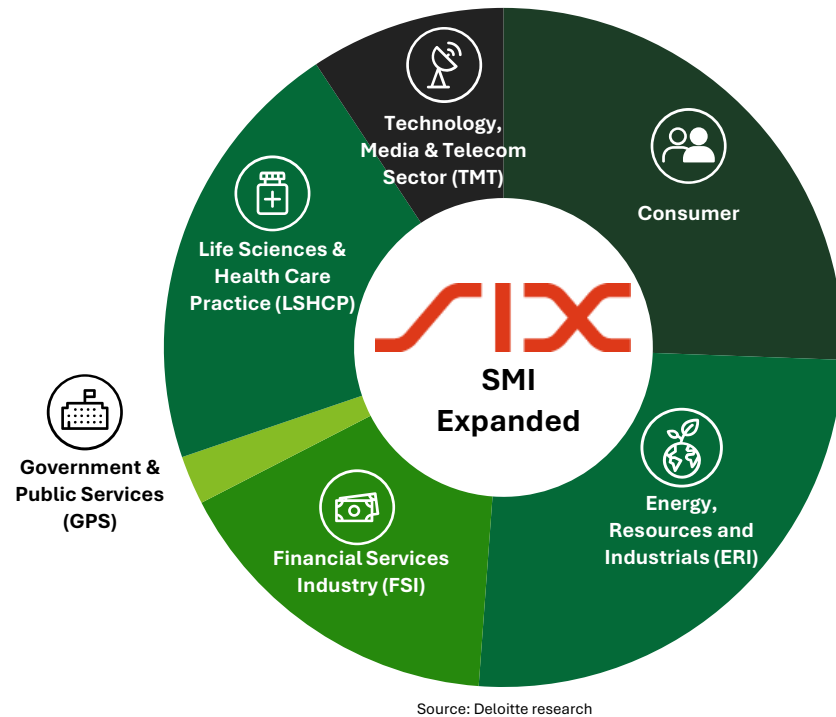 Technology,
Media & Telecom
Sector (TMT)
Consumer
Life Sciences &
Health Care
Practice (LSHCP)
SIX
SMI
Expanded
Government &
Public Services
(GPS)
Energy,
Resources and
Industrials (ERI)
Financial Services
Industry (FSI)
Source: Deloitte research